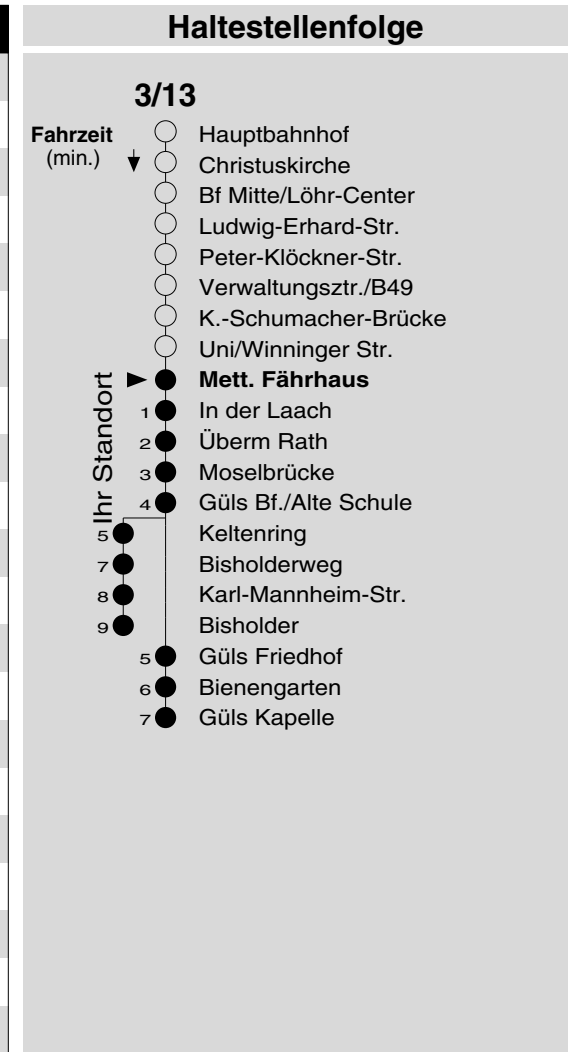 Haltestellenfolge
3/13
Fahrzeit
(min.)
Hauptbahnhof
Christuskirche
Bf Mitte/Löhr-Center
Ludwig-Erhard-Str.
Peter-Klöckner-Str.
Verwaltungsztr./B49
K.-Schumacher-Brücke
Uni/Winninger Str.
Ihr Standort
Mett. Fährhaus
1 In der Laach
2 Überm Rath
3 Moselbrücke
4 Güls Bf./Alte Schule
5 Keltenring
7 Bisholderweg
8 Karl-Mannheim-Str.
9 Bisholder
5 Güls Friedhof
6 Bienengarten
7 Güls Kapelle